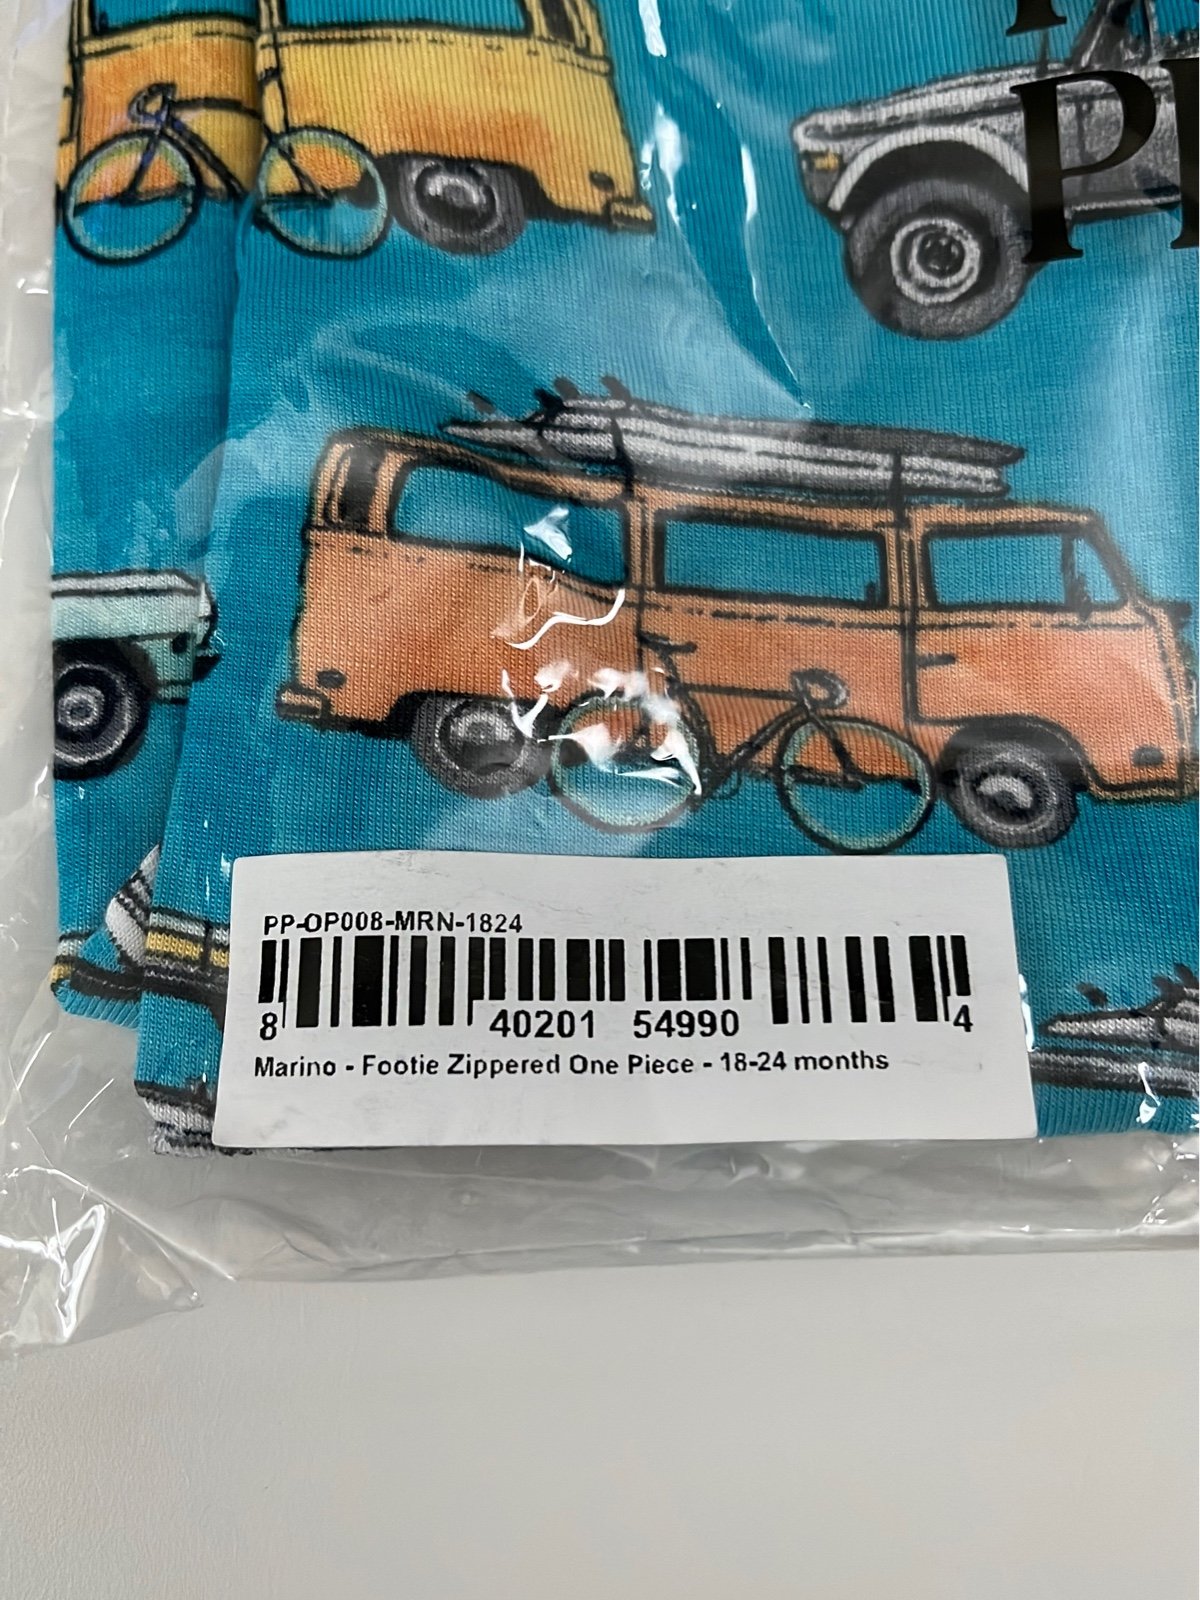 PP-OP008-MRN-1824
8 40201 54990 4
Marino - Footie Zippered One Piece - 18-24 months